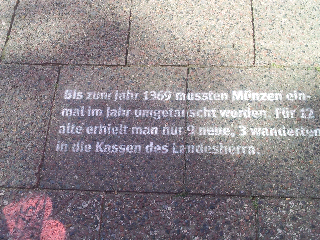 Bis zum Jahr 1369 mussten Münzen ein-
mal im Jahr umgetauscht werden. Für 12
alte erhielt man nur 9 neue, 3 wanderten
in die Kassen des Landesherrn.